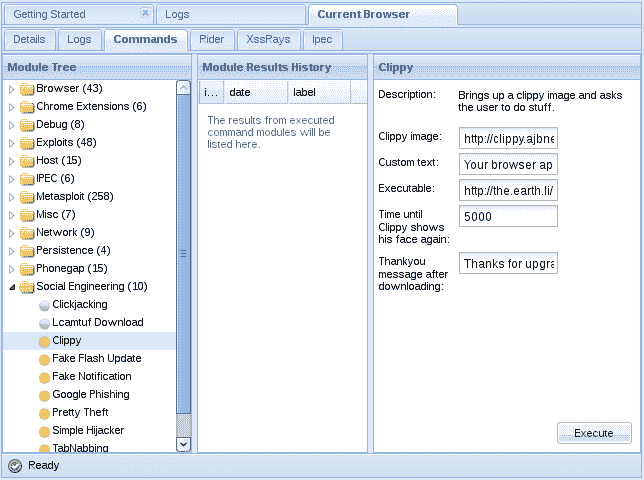 Getting Started
Logs
Current Browser
Details
Logs
Commands
Rider
XssRays
Ipec
Module Tree
Browser (43)
Chrome Extensions (6)
Debug (8)
Exploits (48)
Host (15)
IPEC (6)
Metasploit (258)
Misc (7)
Network (9)
Persistence (4)
Phonegap (15)
Social Engineering (10)
Clickjacking
Lcamtuf Download
Clippy
Fake Flash Update
Fake Notification
Google Phishing
Pretty Theft
Simple Hijacker
TabNabbing
Module Results History
i...
date
label
The results from executed
command modules will be
listed here.
Clippy
Description:
Brings up a clippy image and asks
the user to do stuff.
Clippy image:
http://clippy.ajbne
Custom text:
Your browser ap
Executable:
http://the.earth.li/
Time until
Clippy shows
his face again:
5000
Thankyou
message after
downloading:
Thanks for upgra
Execute
Ready